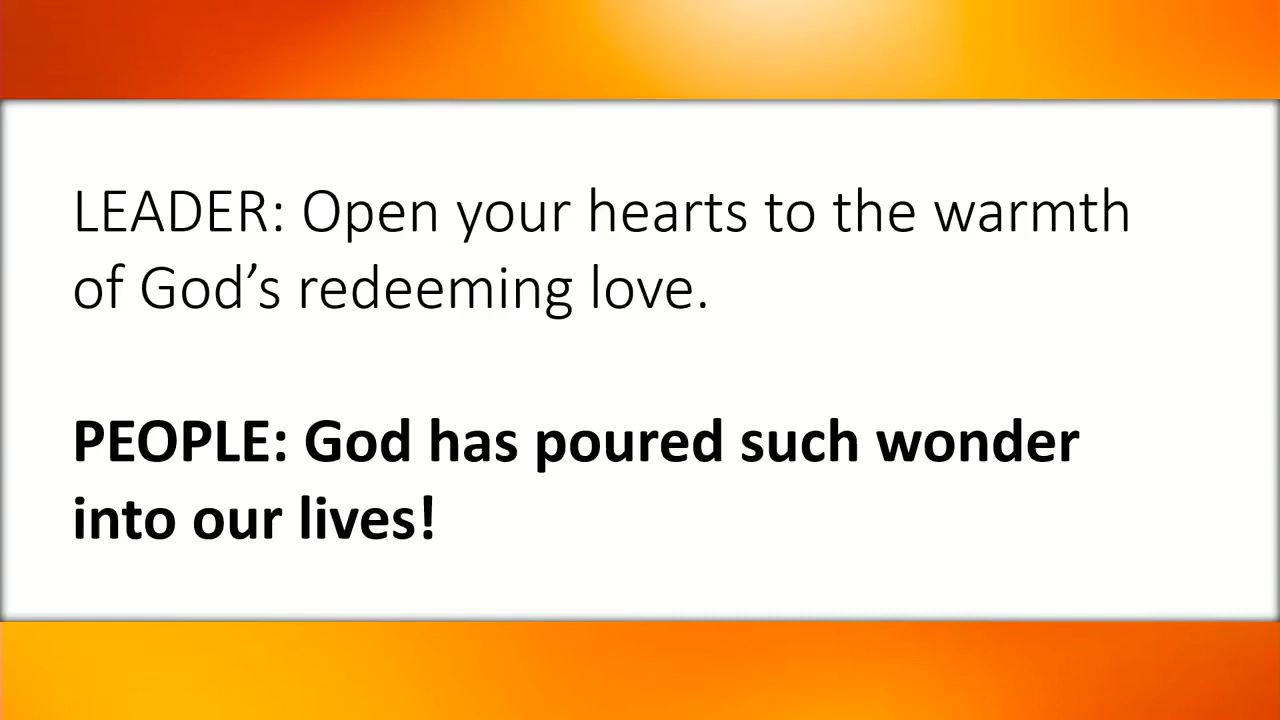 LEADER: Open your hearts to the warmth
of God’s redeeming love.
PEOPLE: God has poured such wonder
into our lives!